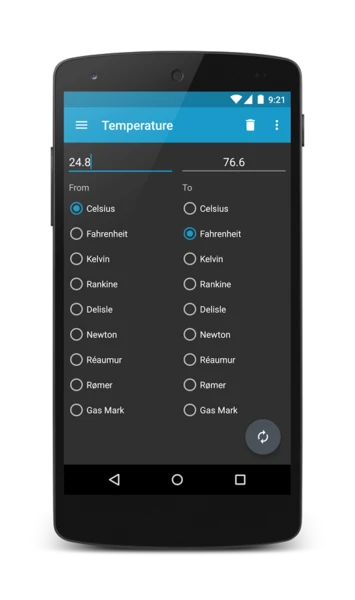 9:21
Temperature
24.8 76.6
From To
Celsius Celsius
Fahrenheit Fahrenheit
Kelvin Kelvin
Rankine Rankine
Delisle Delisle
Newton Newton
Réaumur Réaumur
Rømer Rømer
Gas Mark Gas Mark